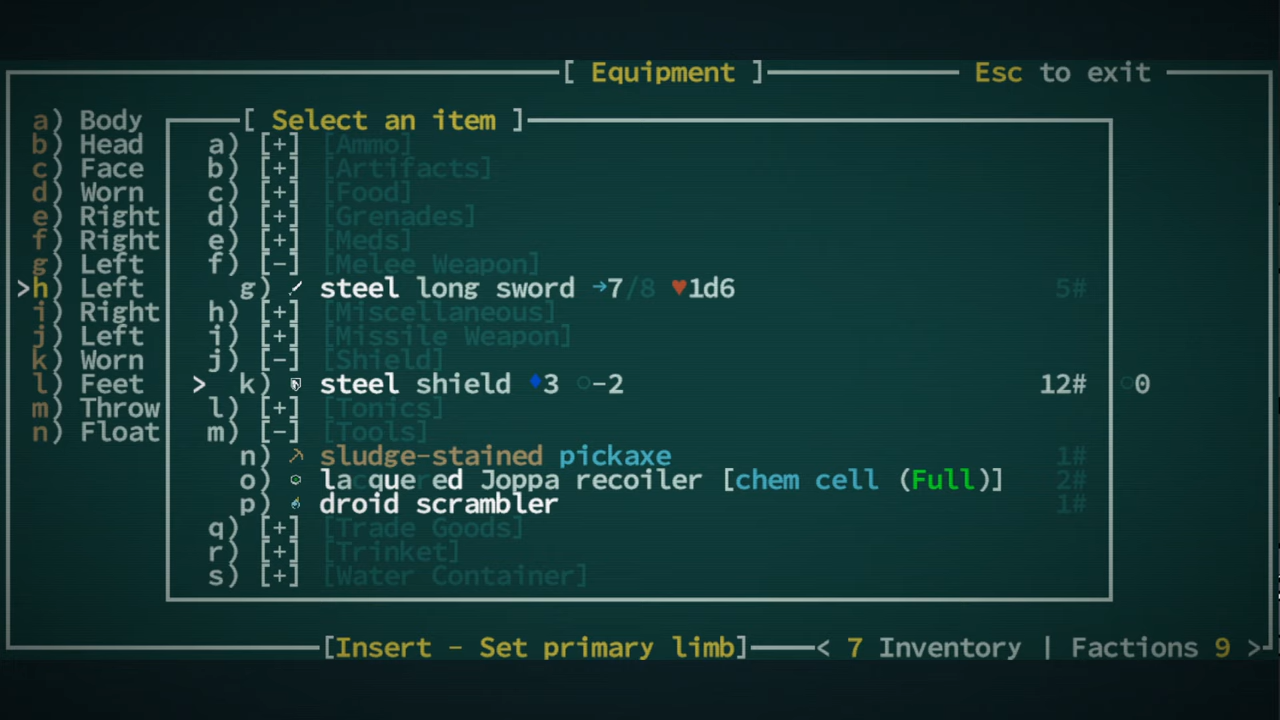 [ Equipment ] Esc to exit
a) Body [ Select an item ]
b) Head a) [+] [Ammo]
c) Face b) [+] [Artifacts]
d) Worn c) [+] [Food]
e) Right d) [+] [Grenades]
f) Right e) [+] [Meds]
g) Left f) [-] [Melee Weapon]
>h) Left g) steel long sword →7/8 ♥1d6 5#
i) Right h) [+] [Miscellaneous]
j) Left i) [+] [Missile Weapon]
k) Worn j) [-] [Shield]
l) Feet > k) steel shield ♦3 ○-2 12# ○0
m) Throw l) [+] [Tonics]
n) Float m) [-] [Tools]
n) sludge-stained pickaxe 1#
o) lacquered Joppa recoiler [chem cell (Full)] 2#
p) droid scrambler 1#
q) [+] [Trade Goods]
r) [+] [Trinket]
s) [+] [Water Container]
[Insert - Set primary limb] < 7 Inventory | Factions 9 >